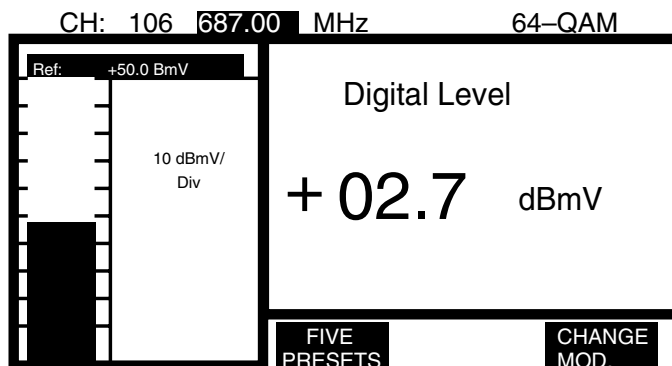 CH: 106 687.00 MHz 64–QAM
Ref: +50.0 BmV
10 dBmV/
Div
Digital Level
+ 02.7 dBmV
FIVE
PRESETS
CHANGE
MOD.